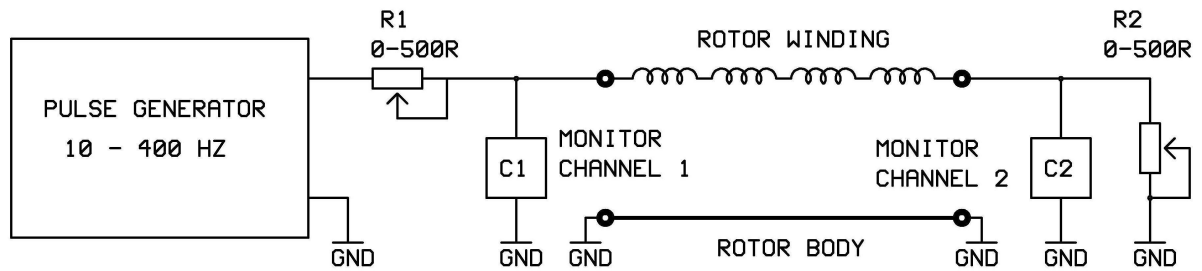 R1
0-500R
PULSE GENERATOR
10 - 400 HZ
GND
C1
MONITOR
CHANNEL 1
GND
ROTOR WINDING
GND
ROTOR BODY
GND
MONITOR
CHANNEL 2
C2
GND
R2
0-500R
GND